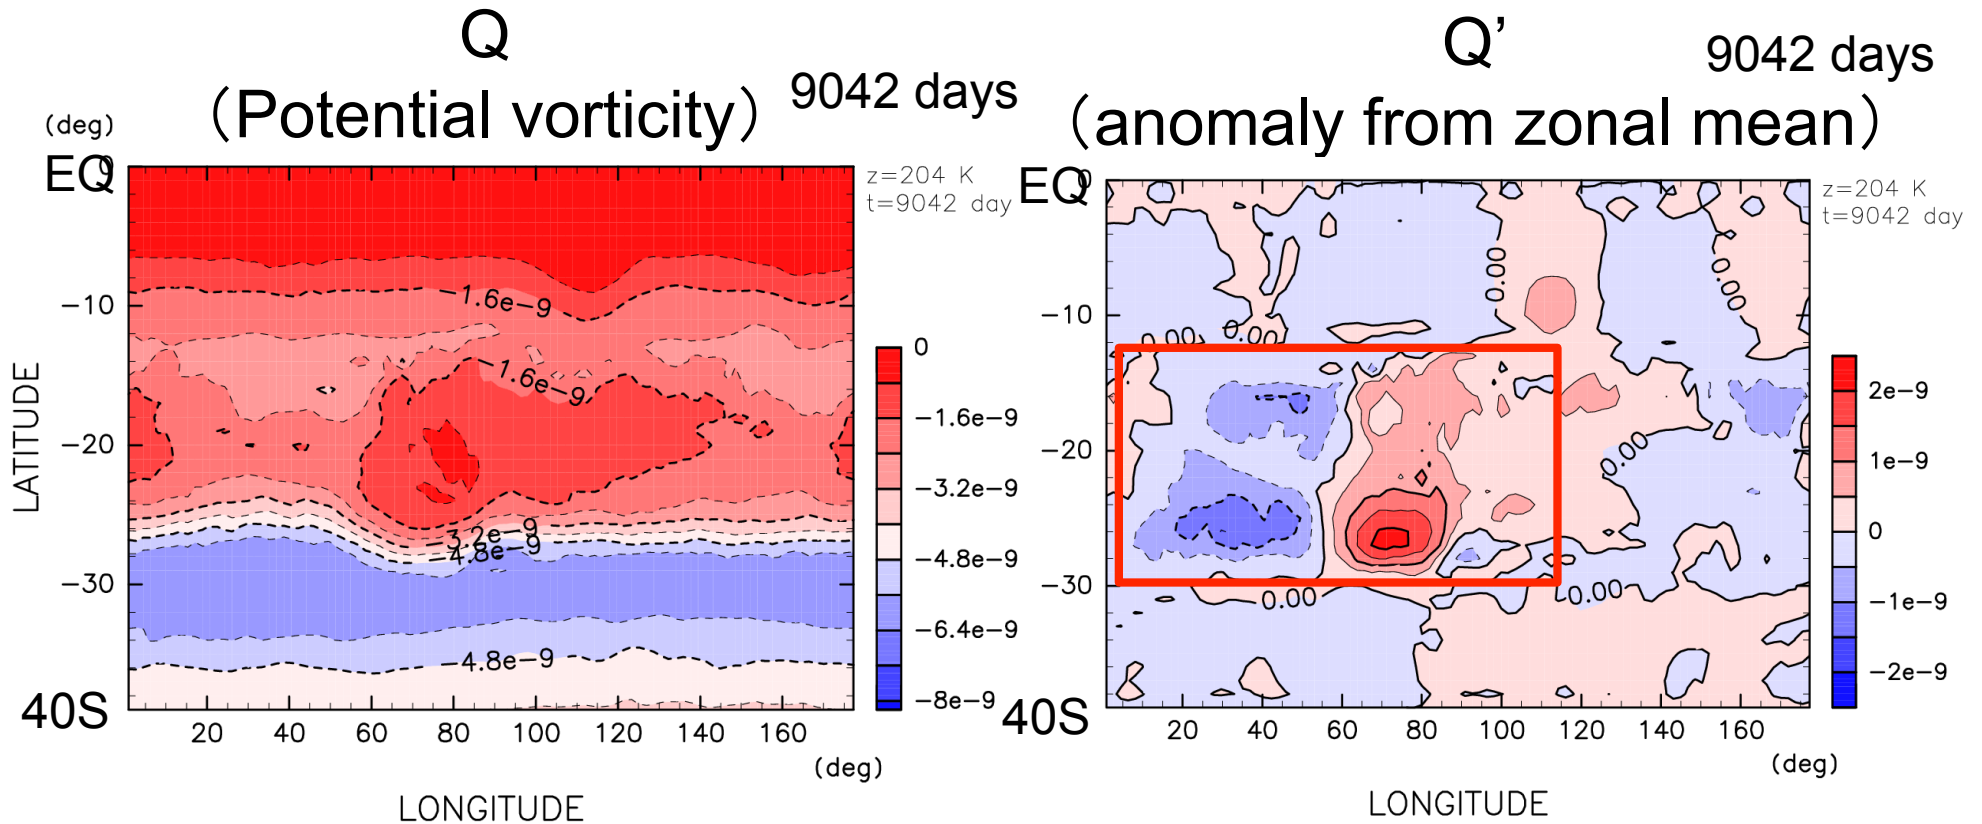 Q
(Potential vorticity)
9042 days
(deg)
EQ
0
z=204 K
t=9042 day
−10
−20
−30
40S
LATITUDE
−1.6e−9
−1.6e−9
−3.2e−9
−4.8e−9
−4.8e−9
0
−1.6e−9
−3.2e−9
−4.8e−9
−6.4e−9
−8e−9
20 40 60 80 100 120 140 160
(deg)
LONGITUDE
Q’
9042 days
(anomaly from zonal mean)
EQ
z=204 K
t=9042 day
−10
−20
−30
40S
0.00
0.00
0.00
0.00
0.00
0.00
0.00
2e−9
1e−9
0
−1e−9
−2e−9
20 40 60 80 100 120 140 160
(deg)
LONGITUDE